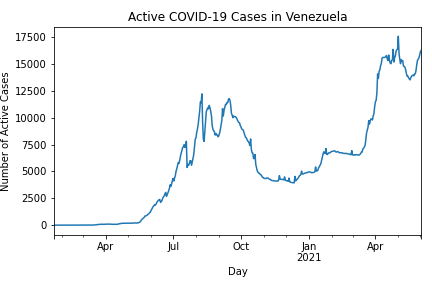 Active COVID-19 Cases in Venezuela
Number of Active Cases
17500
15000
12500
10000
7500
5000
2500
0
Apr Jul Oct Jan Apr
2021
Day